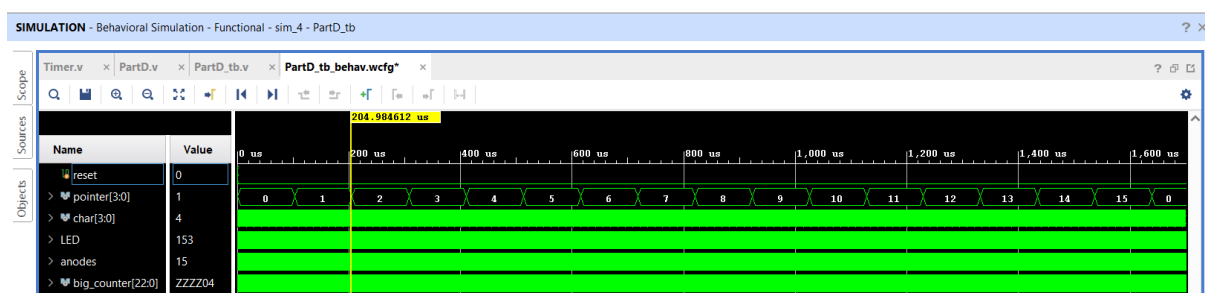 SIMULATION - Behavioral Simulation - Functional - sim_4 - PartD_tb
? ×
Scope
Sources
Objects
Timer.v × PartD.v × PartD_tb.v × PartD_tb_behav.wcfg* ×
?
204.984612 us
Name Value
0 us 200 us 400 us 600 us 800 us 1,000 us 1,200 us 1,400 us 1,600 us
reset 0
> pointer[3:0] 1 0 1 2 3 4 5 6 7 8 9 10 11 12 13 14 15 0
> char[3:0] 4
> LED 153
> anodes 15
> big_counter[22:0] ZZZZ04